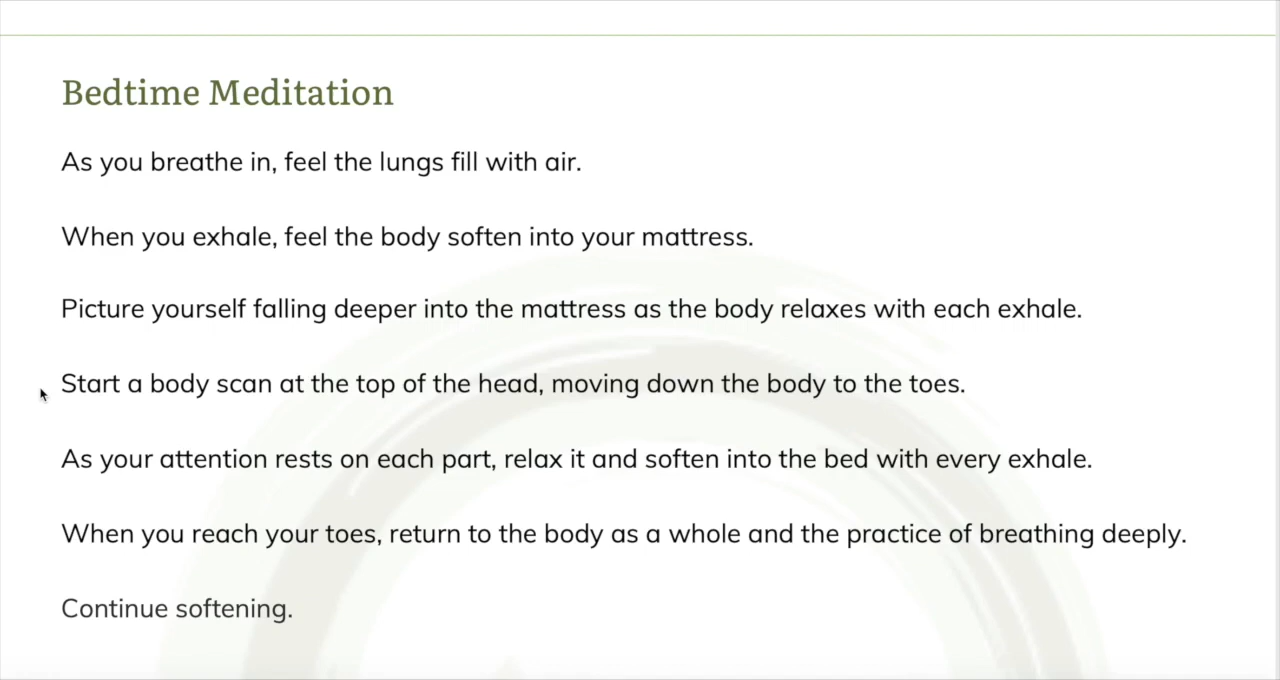 Bedtime Meditation
As you breathe in, feel the lungs fill with air.
When you exhale, feel the body soften into your mattress.
Picture yourself falling deeper into the mattress as the body relaxes with each exhale.
Start a body scan at the top of the head, moving down the body to the toes.
As your attention rests on each part, relax it and soften into the bed with every exhale.
When you reach your toes, return to the body as a whole and the practice of breathing deeply.
Continue softening.